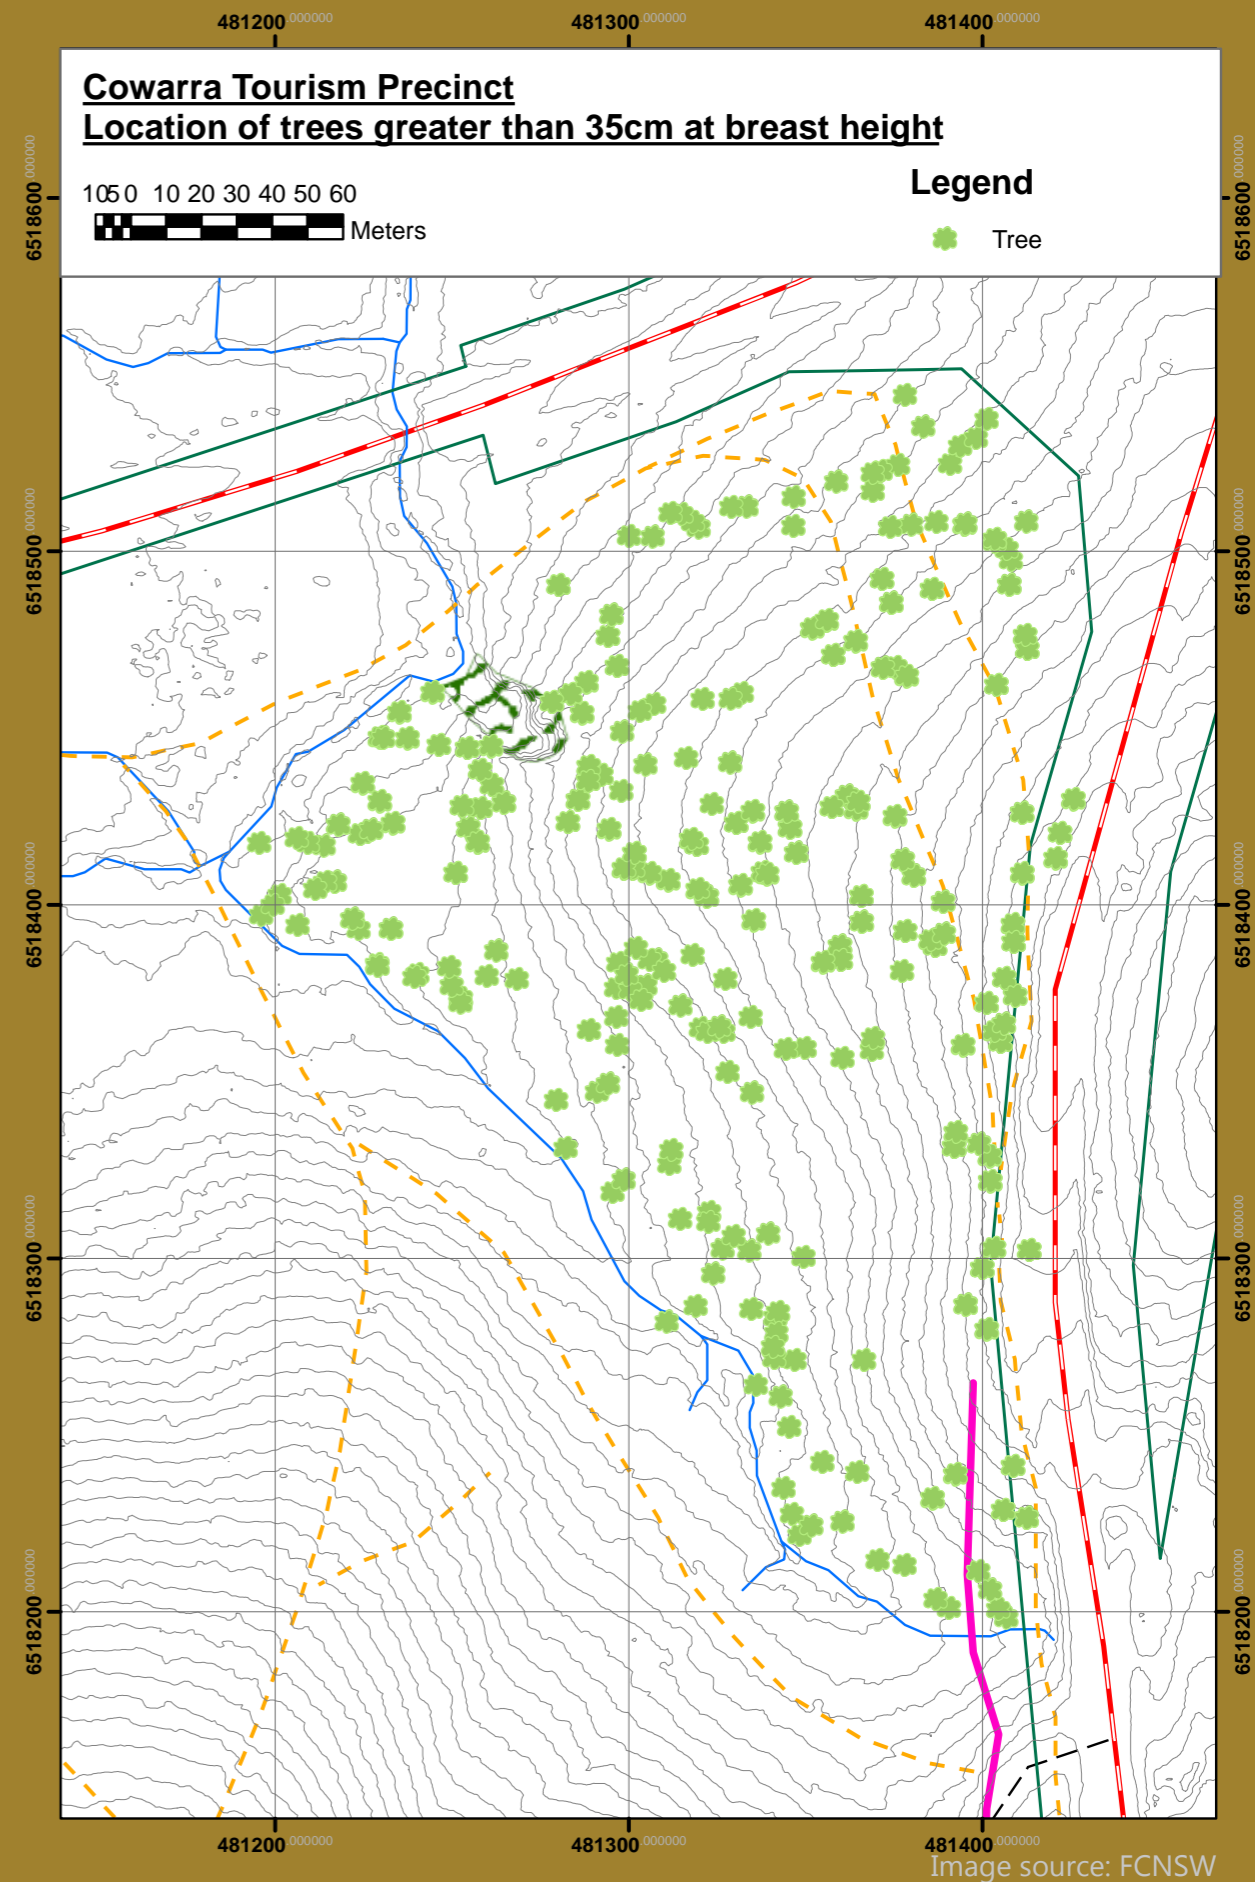 481200.000000 481300.000000 481400.000000
Cowarra Tourism Precinct
Location of trees greater than 35cm at breast height
Legend
10 5 0 10 20 30 40 50 60
Meters
Tree
6518600.000000 6518600.000000
6518500.000000 6518500.000000
6518400.000000 6518400.000000
6518300.000000 6518300.000000
6518200.000000 6518200.000000
481200.000000 481300.000000 481400.000000
Image source: FCNSW